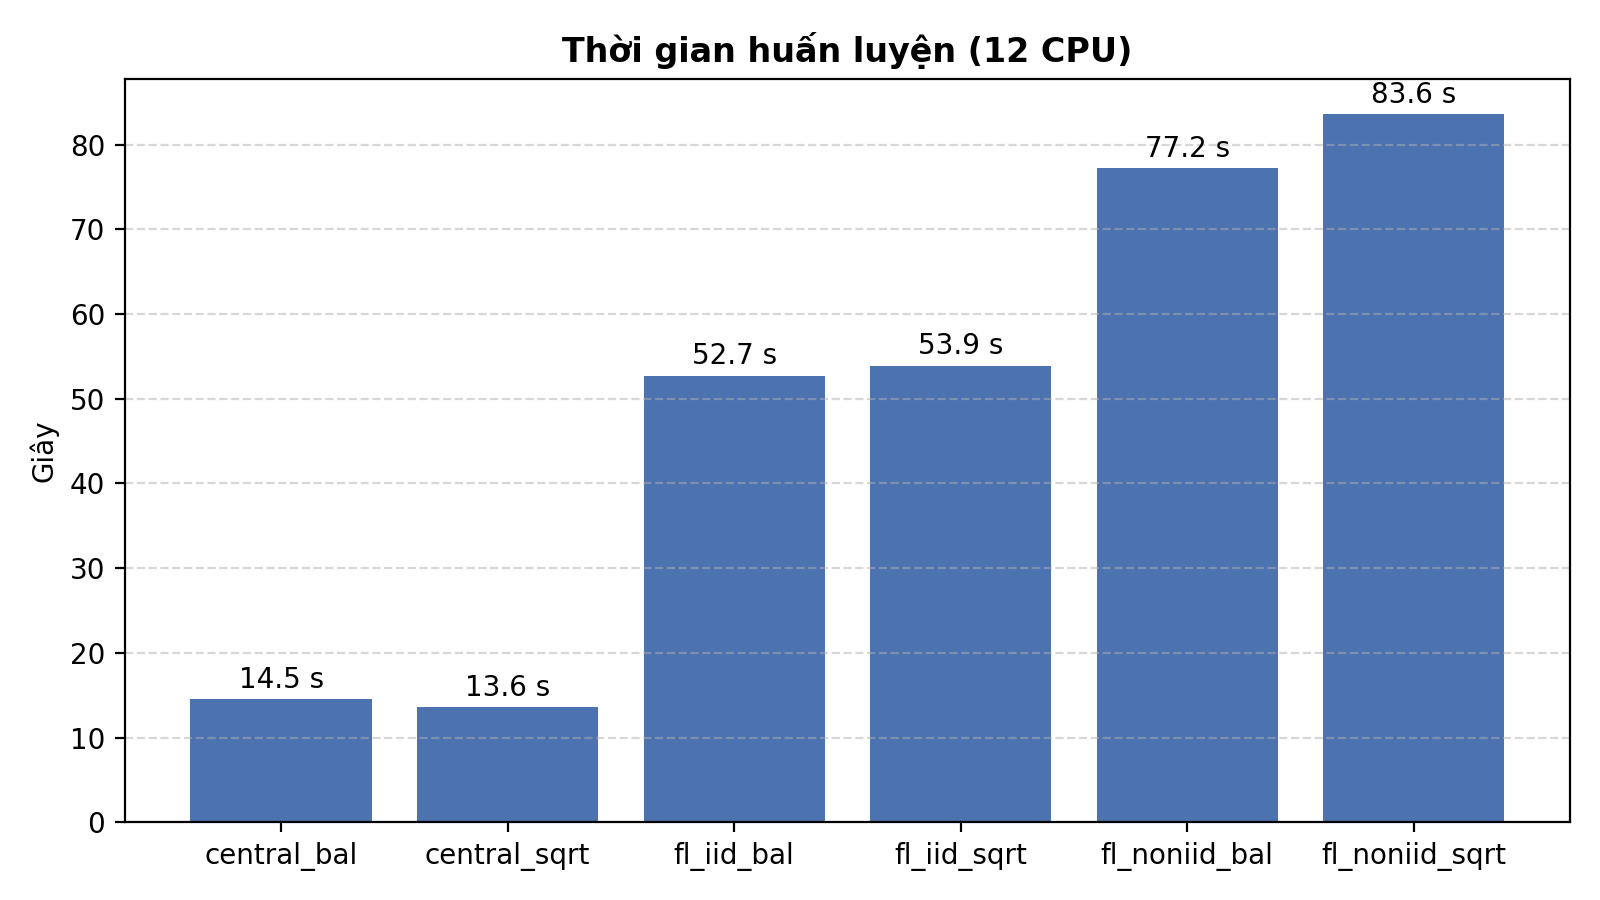 Thời gian huấn luyện (12 CPU)
83.6 s
80
77.2 s
70
60
53.9 s
52.7 s
50
Giây
40
30
20
14.5 s
13.6 s
10
0
central_bal
central_sqrt
fl_iid_bal
fl_iid_sqrt
fl_noniid_bal
fl_noniid_sqrt